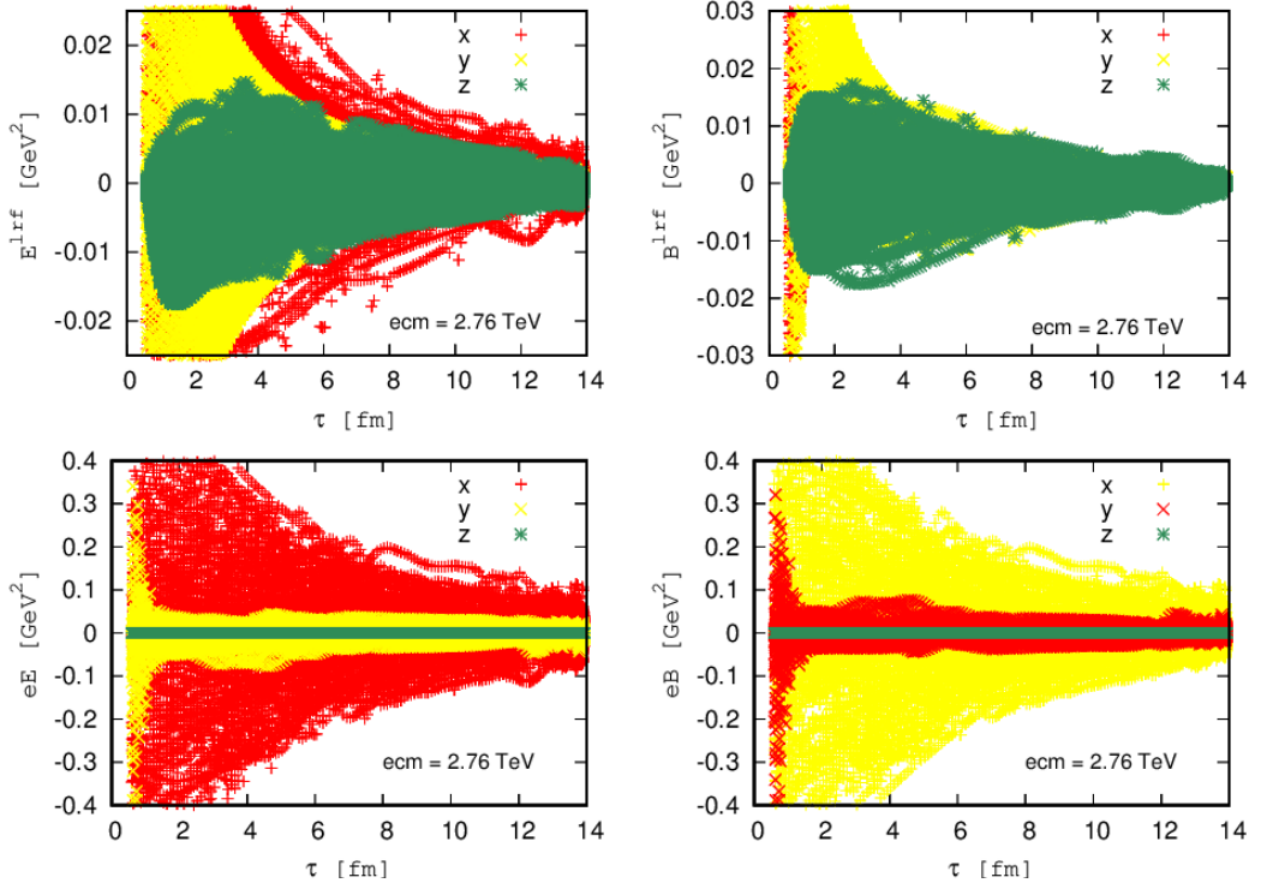 0.02
0.01
0
-0.01
-0.02
E^lrf [GeV^2]
x
y
z
ecm = 2.76 TeV
0 2 4 6 8 10 12 14
τ [fm]
0.03
0.02
0.01
0
-0.01
-0.02
-0.03
B^lrf [GeV^2]
x
y
z
ecm = 2.76 TeV
0 2 4 6 8 10 12 14
τ [fm]
0.4
0.3
0.2
0.1
0
-0.1
-0.2
-0.3
-0.4
eE [GeV^2]
x
y
z
ecm = 2.76 TeV
0 2 4 6 8 10 12 14
τ [fm]
0.4
0.3
0.2
0.1
0
-0.1
-0.2
-0.3
-0.4
eB [GeV^2]
x
y
z
ecm = 2.76 TeV
0 2 4 6 8 10 12 14
τ [fm]